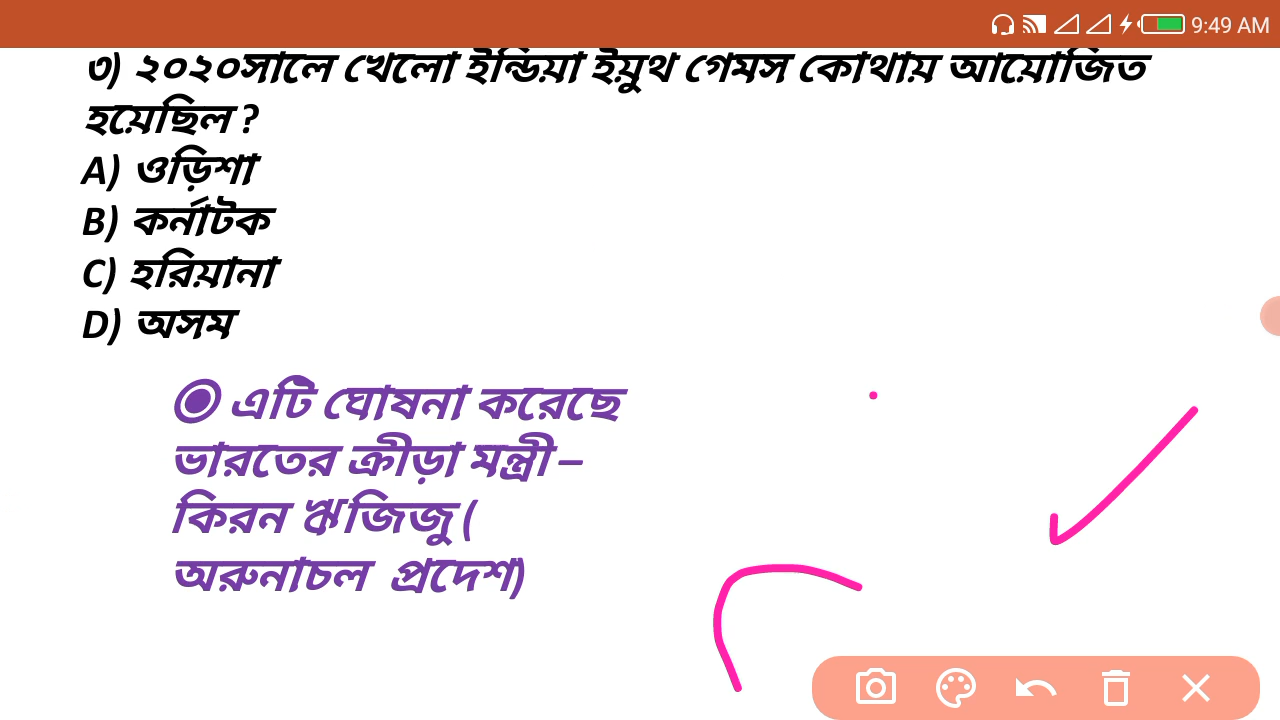 9:49 AM
৩) ২০২০সালে খেলো ইন্ডিয়া ইয়ুথ গেমস কোথায় আয়োজিত
হয়েছিল ?
A) ওড়িশা
B) কর্নাটক
C) হরিয়ানা
D) অসম
◉ এটি ঘোষনা করেছে
ভারতের ক্রীড়া মন্ত্রী –
কিরন ঋজিজু (
অরুনাচল প্রদেশ)